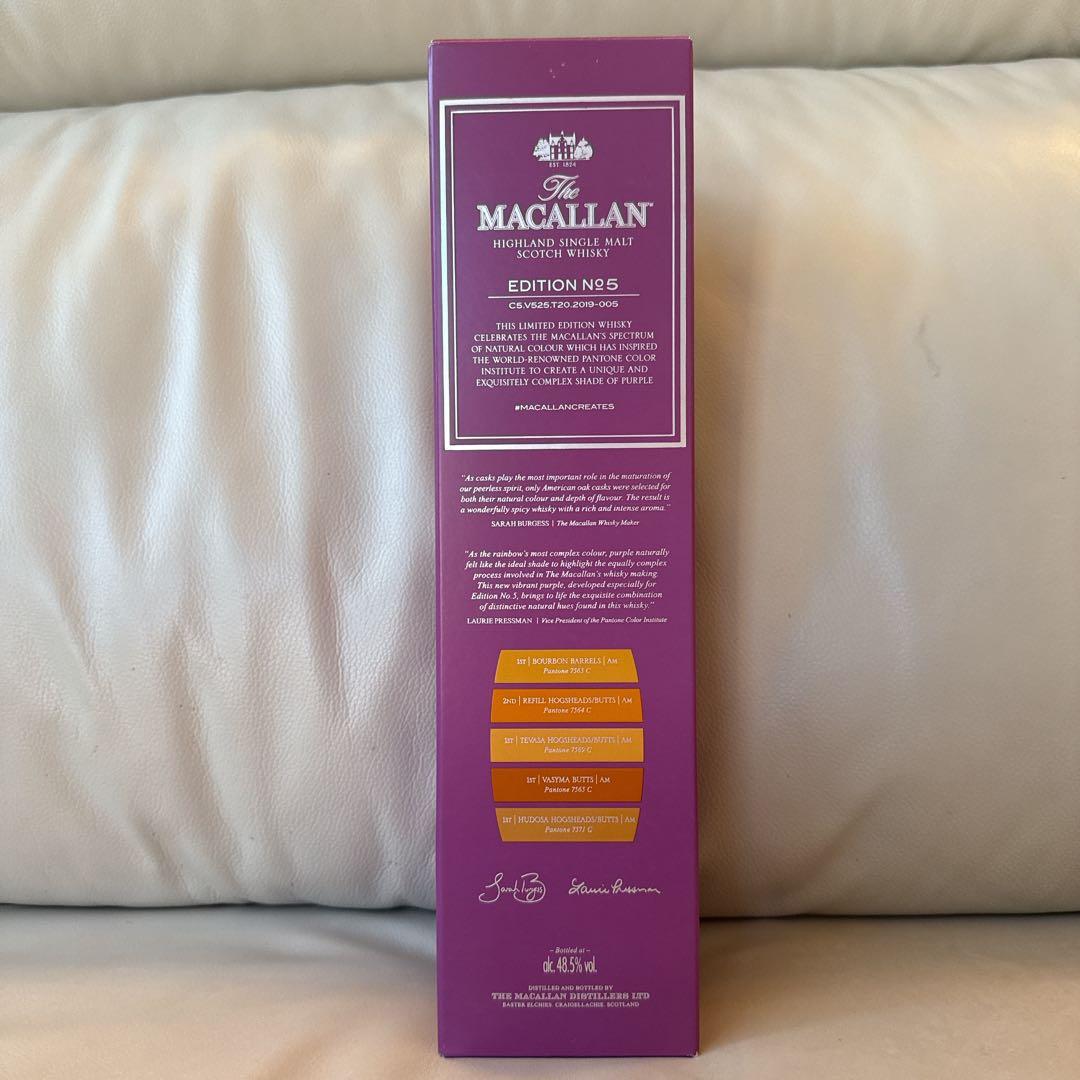 EST 1824
The
MACALLAN
HIGHLAND SINGLE MALT
SCOTCH WHISKY
EDITION Nº5
C5.V525.T20.2019-005
THIS LIMITED EDITION WHISKY
CELEBRATES THE MACALLAN'S SPECTRUM
OF NATURAL COLOUR WHICH HAS INSPIRED
THE WORLD-RENOWNED PANTONE COLOR
INSTITUTE TO CREATE A UNIQUE AND
EXQUISITELY COMPLEX SHADE OF PURPLE
#MACALLANCREATES
"As casks play the most important role in the maturation of
our peerless spirit, only American oak casks were selected for
both their natural colour and depth of flavour. The result is
a wonderfully spicy whisky with a rich and intense aroma."
SARAH BURGESS | The Macallan Whisky Maker
"As the rainbow's most complex colour, purple naturally
felt like the ideal shade to highlight the equally complex
process involved in The Macallan's whisky making.
This new vibrant purple, developed especially for
Edition No.5, brings to life the exquisite combination
of distinctive natural hues found in this whisky."
LAURIE PRESSMAN | Vice President of the Pantone Color Institute
1ST | BOURBON BARRELS | AM
Pantone 7563 C
2ND | REFILL HOGSHEADS/BUTTS | AM
Pantone 7564 C
1ST | TEVASA HOGSHEADS/BUTTS | AM
Pantone 7569 C
1ST | VASYMA BUTTS | AM
Pantone 7565 C
1ST | HUDOSA HOGSHEADS/BUTTS | AM
Pantone 7571 C
Sarah Burgess Laurie Pressman
– Bottled at –
alc. 48.5% vol.
DISTILLED AND BOTTLED BY
THE MACALLAN DISTILLERS LTD
EASTER ELCHIES, CRAIGELLACHIE, SCOTLAND